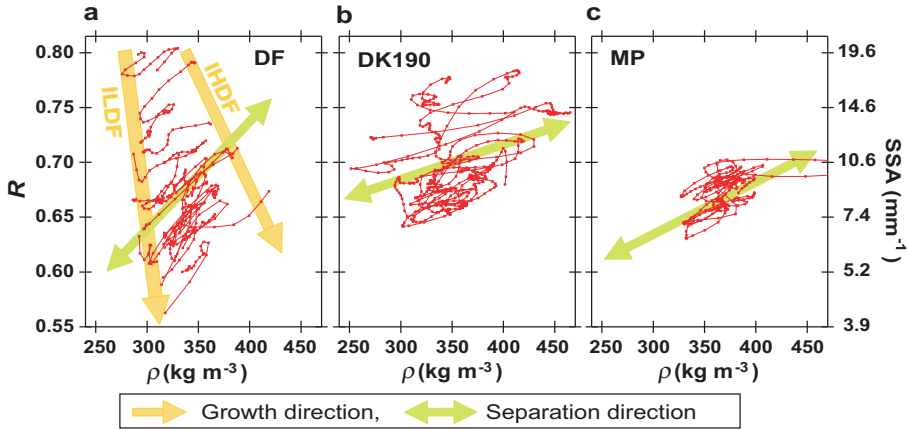 a
b
c
0.80
0.75
0.70
0.65
0.60
0.55
R
DF
ILDF
IHDF
DK190
MP
19.6
14.6
10.6
7.4
5.2
3.9
SSA (mm⁻¹)
250 300 350 400 450
250 300 350 400 450
250 300 350 400 450
ρ (kg m⁻³)
ρ (kg m⁻³)
ρ (kg m⁻³)
Growth direction, Separation direction